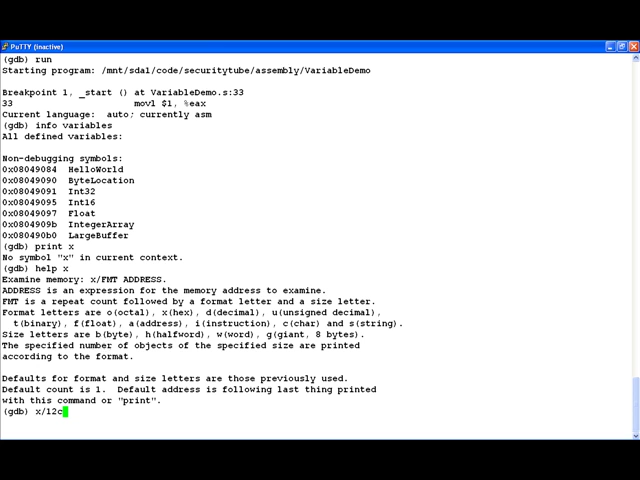 PuTTY (inactive)
(gdb) run
Starting program: /mnt/sda1/code/securitytube/assembly/VariableDemo
Breakpoint 1, _start () at VariableDemo.s:33
33 movl $1, %eax
Current language: auto; currently asm
(gdb) info variables
All defined variables:
Non-debugging symbols:
0x08049084 HelloWorld
0x08049090 ByteLocation
0x08049091 Int32
0x08049095 Int16
0x08049097 Float
0x0804909b IntegerArray
0x080490b0 LargeBuffer
(gdb) print x
No symbol "x" in current context.
(gdb) help x
Examine memory: x/FMT ADDRESS.
ADDRESS is an expression for the memory address to examine.
FMT is a repeat count followed by a format letter and a size letter.
Format letters are o(octal), x(hex), d(decimal), u(unsigned decimal),
t(binary), f(float), a(address), i(instruction), c(char) and s(string).
Size letters are b(byte), h(halfword), w(word), g(giant, 8 bytes).
The specified number of objects of the specified size are printed
according to the format.
Defaults for format and size letters are those previously used.
Default count is 1. Default address is following last thing printed
with this command or "print".
(gdb) x/12c